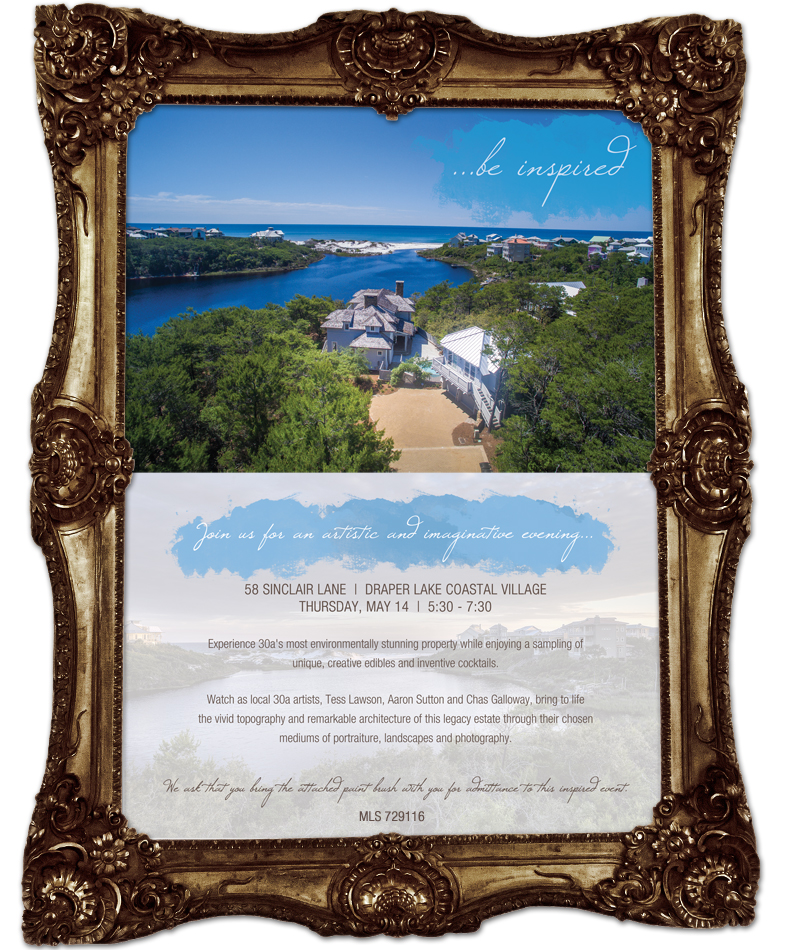 ...be inspired
Join us for an artistic and imaginative evening...
58 SINCLAIR LANE | DRAPER LAKE COASTAL VILLAGE
THURSDAY, MAY 14 | 5:30 - 7:30
Experience 30a's most environmentally stunning property while enjoying a sampling of
unique, creative edibles and inventive cocktails.
Watch as local 30a artists, Tess Lawson, Aaron Sutton and Chas Galloway, bring to life
the vivid topography and remarkable architecture of this legacy estate through their chosen
mediums of portraiture, landscapes and photography.
We ask that you bring the attached paint brush with you for admittance to this inspired event.
MLS 729116